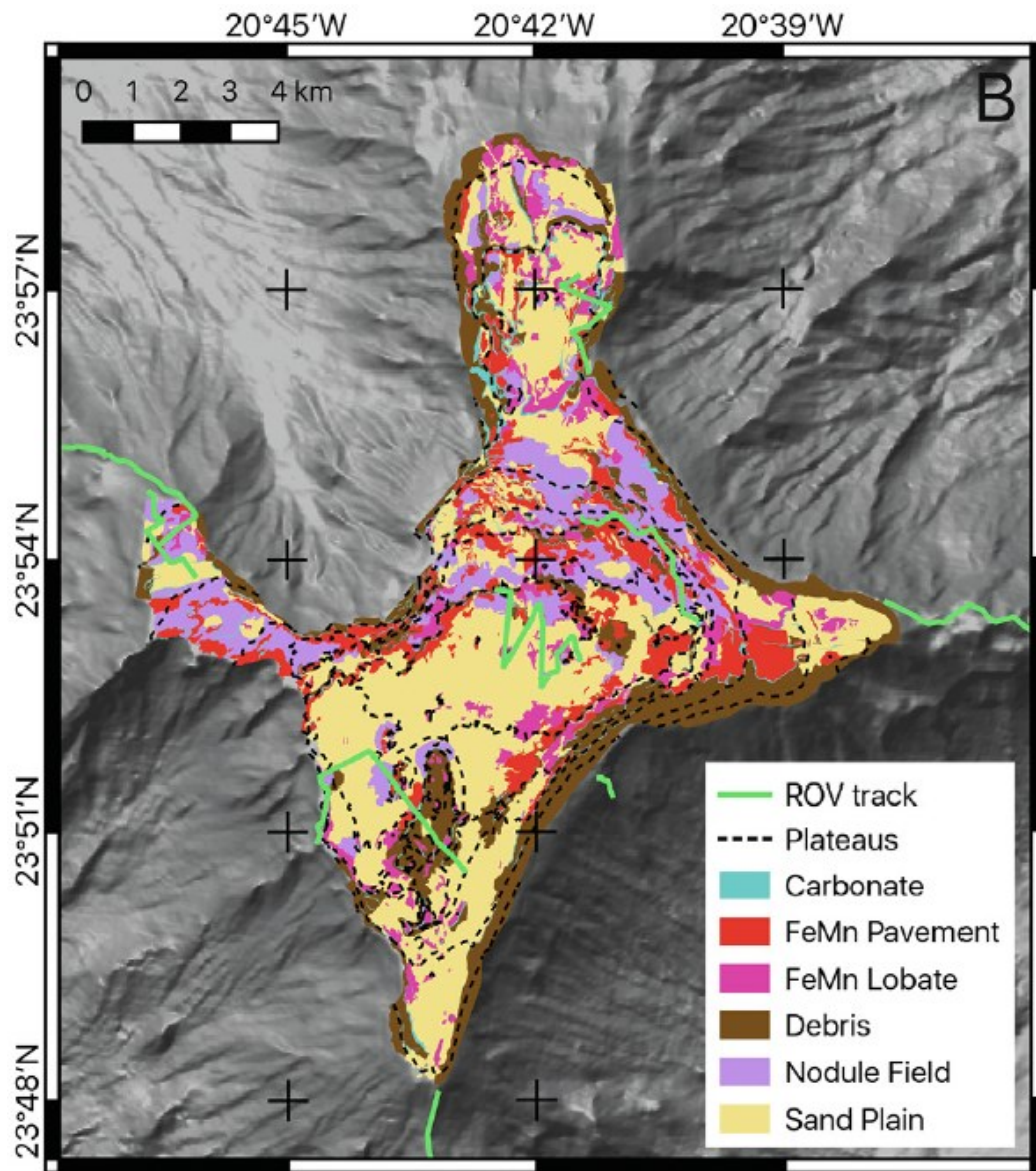 20°45′W 20°42′W 20°39′W
0 1 2 3 4 km
B
23°57′N
23°54′N
23°51′N
23°48′N
ROV track
Plateaus
Carbonate
FeMn Pavement
FeMn Lobate
Debris
Nodule Field
Sand Plain